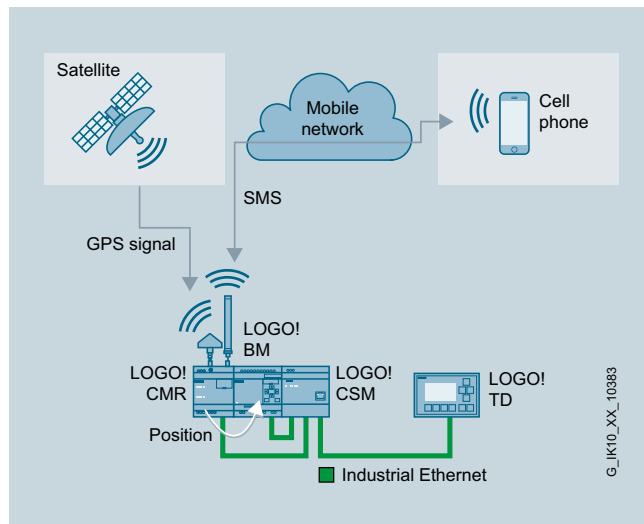 Satellite
Mobile
network
Cell
phone
SMS
GPS signal
LOGO!
BM
LOGO!
CMR
LOGO!
CSM
LOGO!
TD
Position
Industrial Ethernet
G_IK10_XX_10383